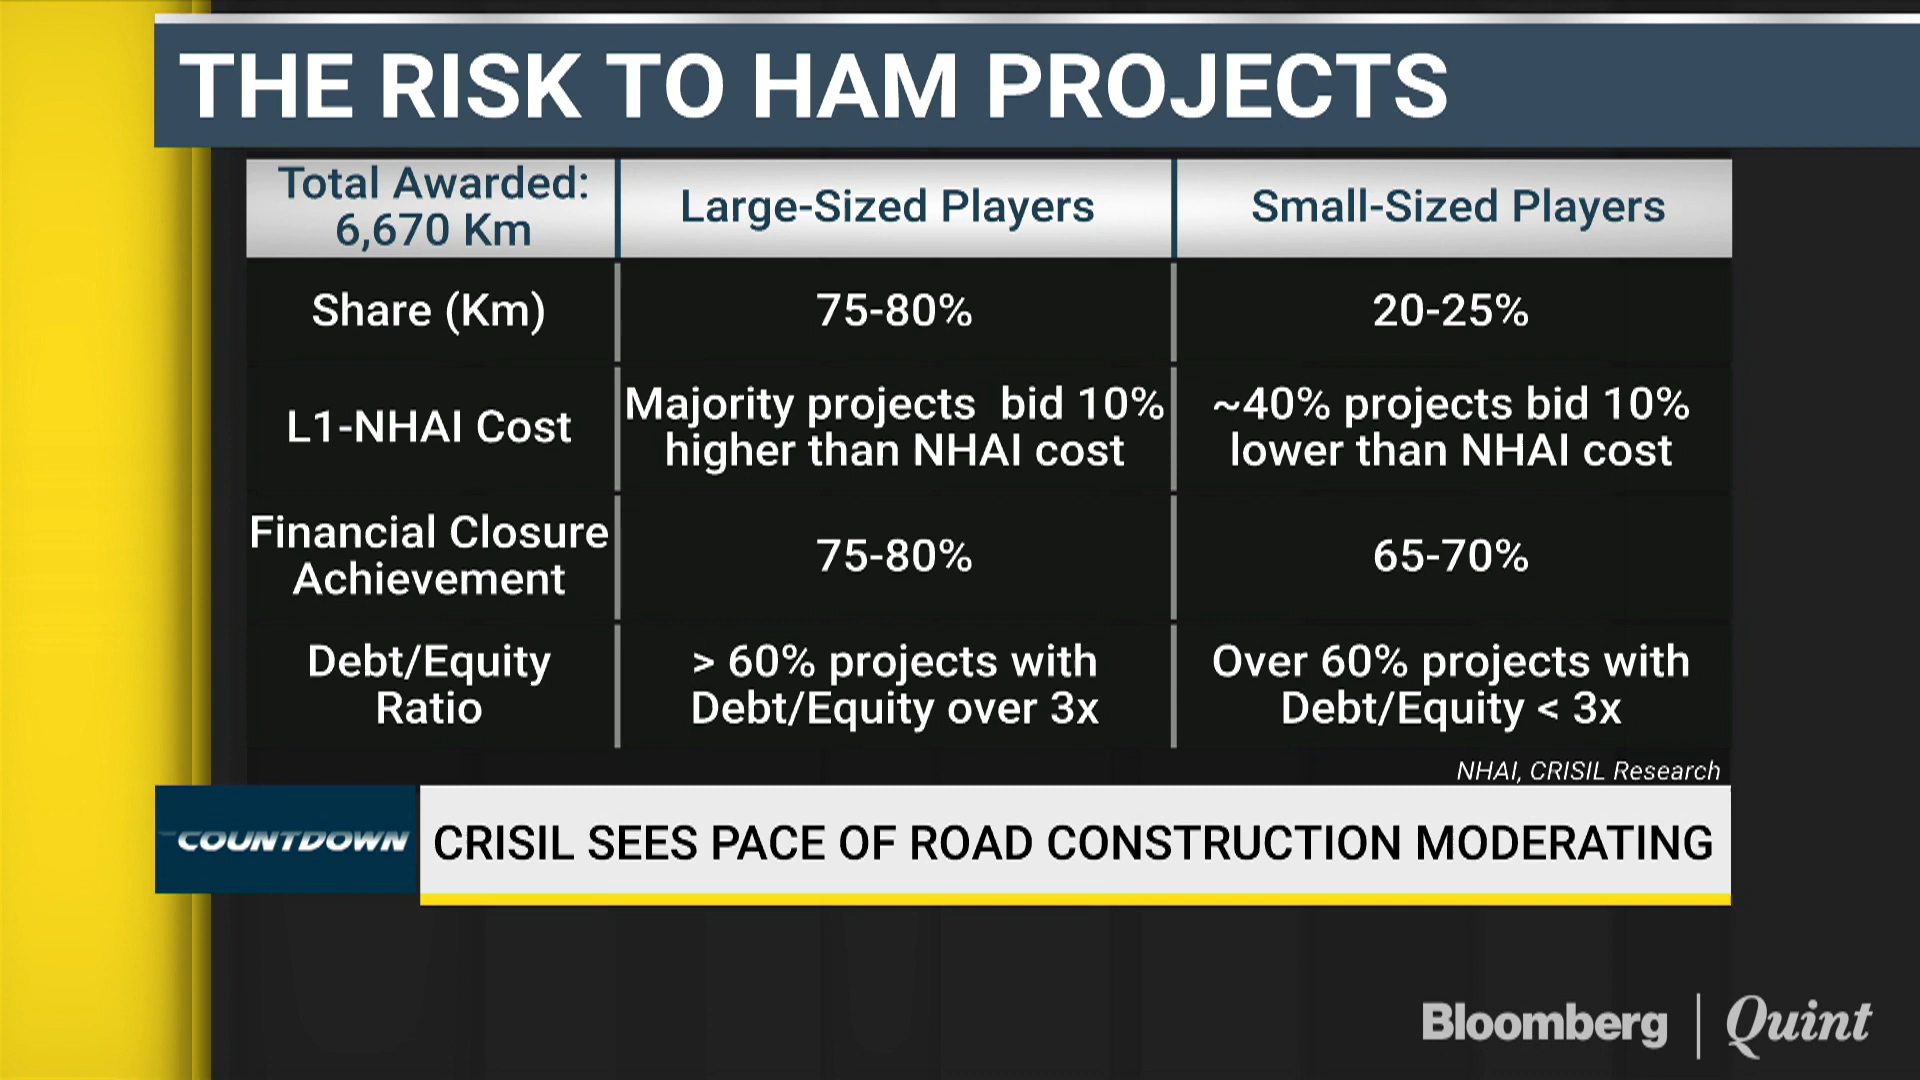 THE RISK TO HAM PROJECTS
Total Awarded:
6,670 Km
Large-Sized Players
Small-Sized Players
Share (Km)
75-80%
20-25%
L1-NHAI Cost
Majority projects bid 10%
higher than NHAI cost
~40% projects bid 10%
lower than NHAI cost
Financial Closure
Achievement
75-80%
65-70%
Debt/Equity
Ratio
> 60% projects with
Debt/Equity over 3x
Over 60% projects with
Debt/Equity < 3x
NHAI, CRISIL Research
COUNTDOWN
CRISIL SEES PACE OF ROAD CONSTRUCTION MODERATING
Bloomberg | Quint